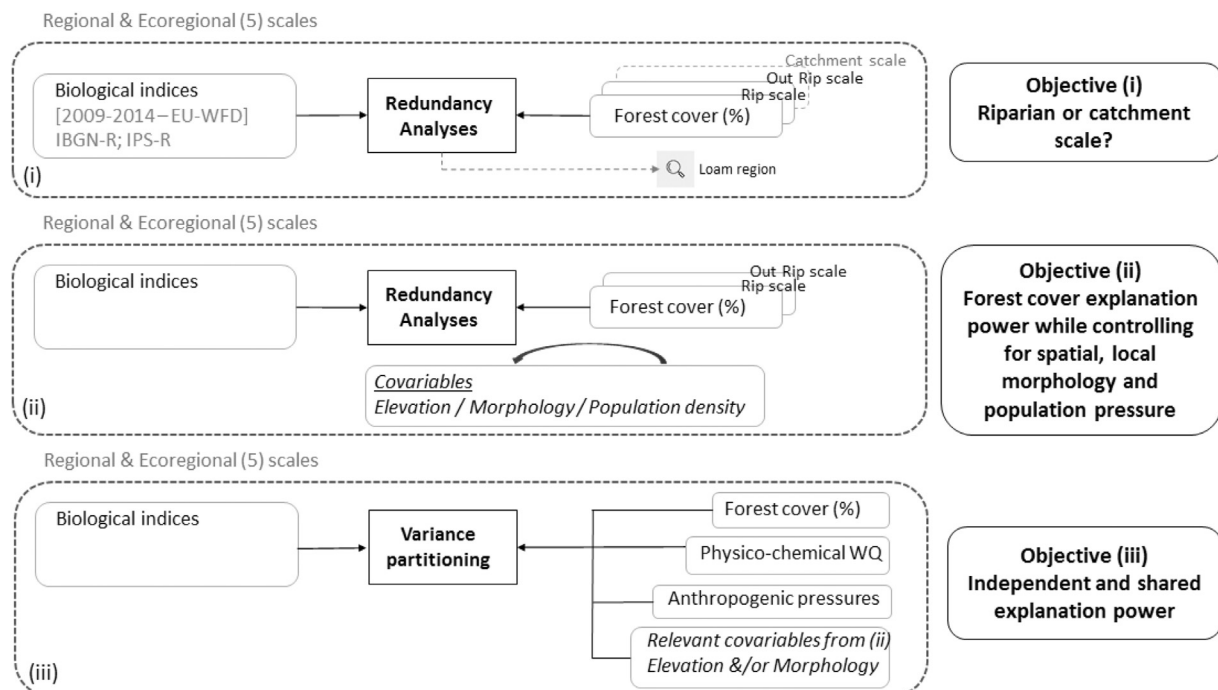 Regional & Ecoregional (5) scales
Biological indices
[2009-2014 – EU-WFD]
IBGN-R; IPS-R
Redundancy
Analyses
Catchment scale
Out Rip scale
Rip scale
Forest cover (%)
Loam region
(i)
Objective (i)
Riparian or catchment
scale?
Regional & Ecoregional (5) scales
Biological indices
Redundancy
Analyses
Out Rip scale
Rip scale
Forest cover (%)
Covariables
Elevation / Morphology / Population density
(ii)
Objective (ii)
Forest cover explanation
power while controlling
for spatial, local
morphology and
population pressure
Regional & Ecoregional (5) scales
Biological indices
Variance
partitioning
Forest cover (%)
Physico-chemical WQ
Anthropogenic pressures
Relevant covariables from (ii)
Elevation &/or Morphology
(iii)
Objective (iii)
Independent and shared
explanation power